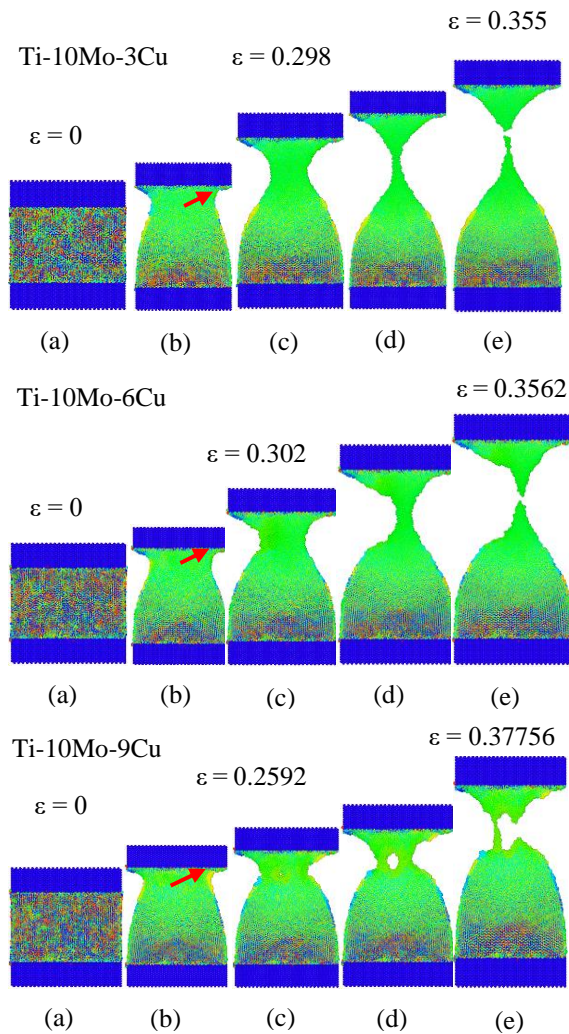 ε = 0.355
Ti-10Mo-3Cu
ε = 0.298
ε = 0
(a)
(b)
(c)
(d)
(e)
Ti-10Mo-6Cu
ε = 0.3562
ε = 0.302
ε = 0
(a)
(b)
(c)
(d)
(e)
Ti-10Mo-9Cu
ε = 0.37756
ε = 0.2592
ε = 0
(a)
(b)
(c)
(d)
(e)